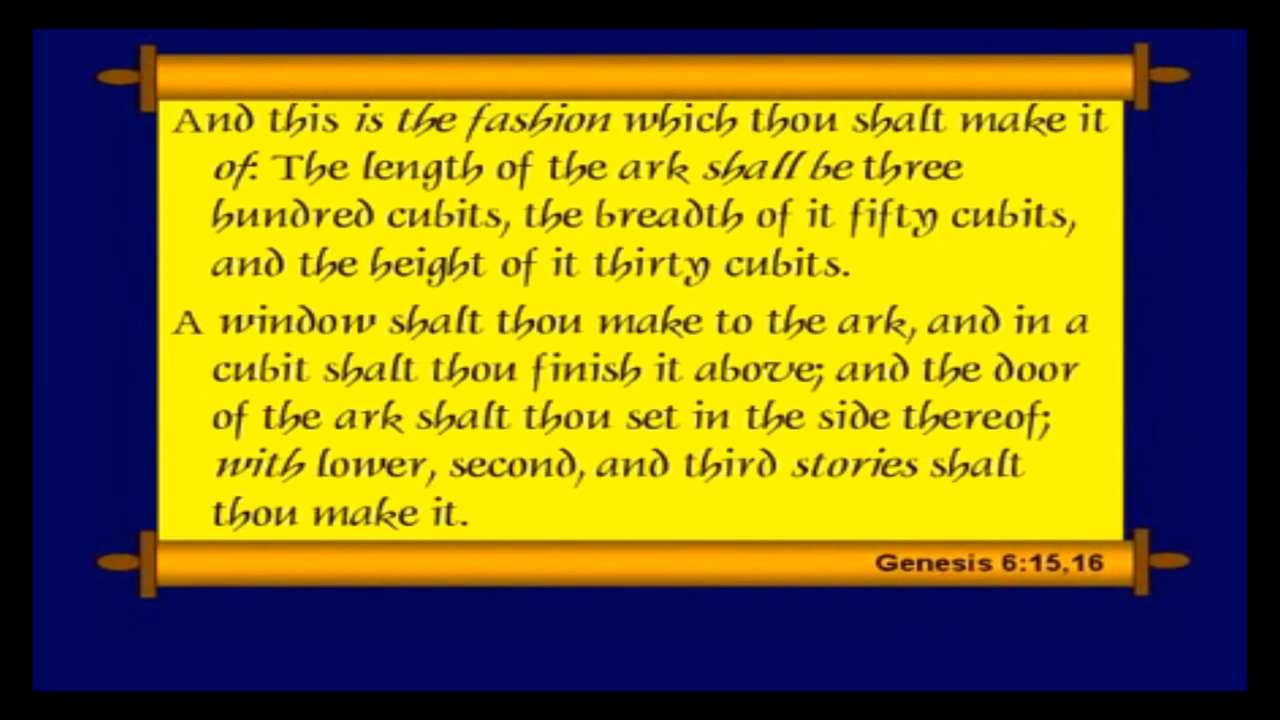 And this is the fashion which thou shalt make it
of: The length of the ark shall be three
hundred cubits, the breadth of it fifty cubits,
and the height of it thirty cubits.
A window shalt thou make to the ark, and in a
cubit shalt thou finish it above; and the door
of the ark shalt thou set in the side thereof;
with lower, second, and third stories shalt
thou make it.
Genesis 6:15,16